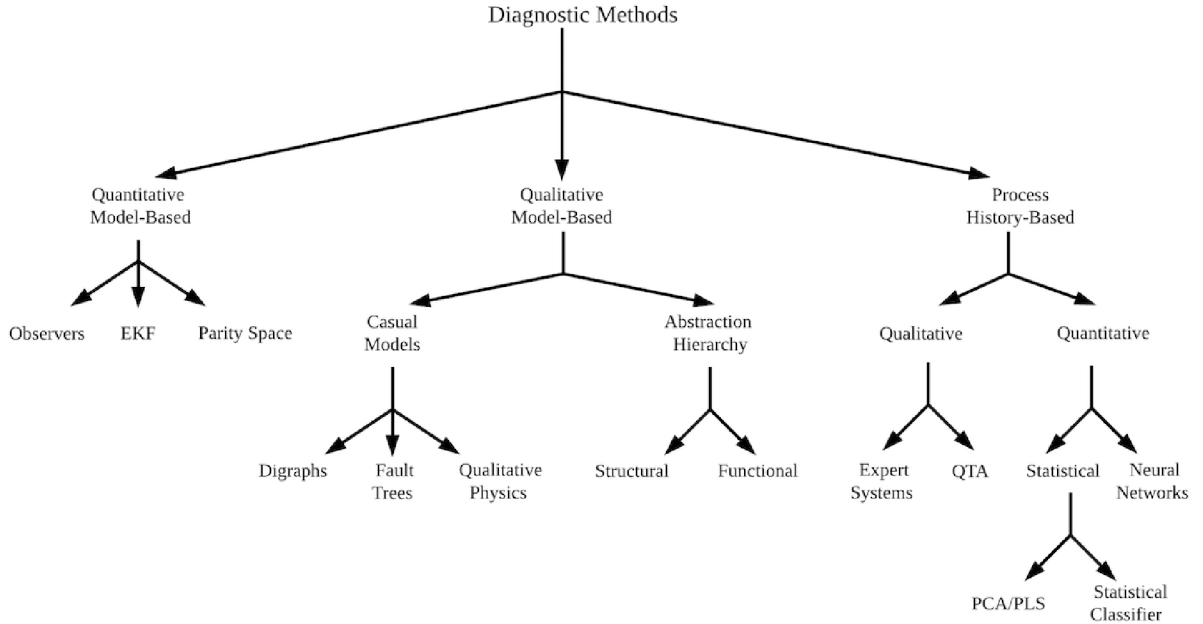 Diagnostic Methods
Quantitative
Model-Based
Qualitative
Model-Based
Process
History-Based
Observers
EKF
Parity Space
Casual
Models
Abstraction
Hierarchy
Qualitative
Quantitative
Digraphs
Fault
Trees
Qualitative
Physics
Structural
Functional
Expert
Systems
QTA
Statistical
Neural
Networks
PCA/PLS
Statistical
Classifier